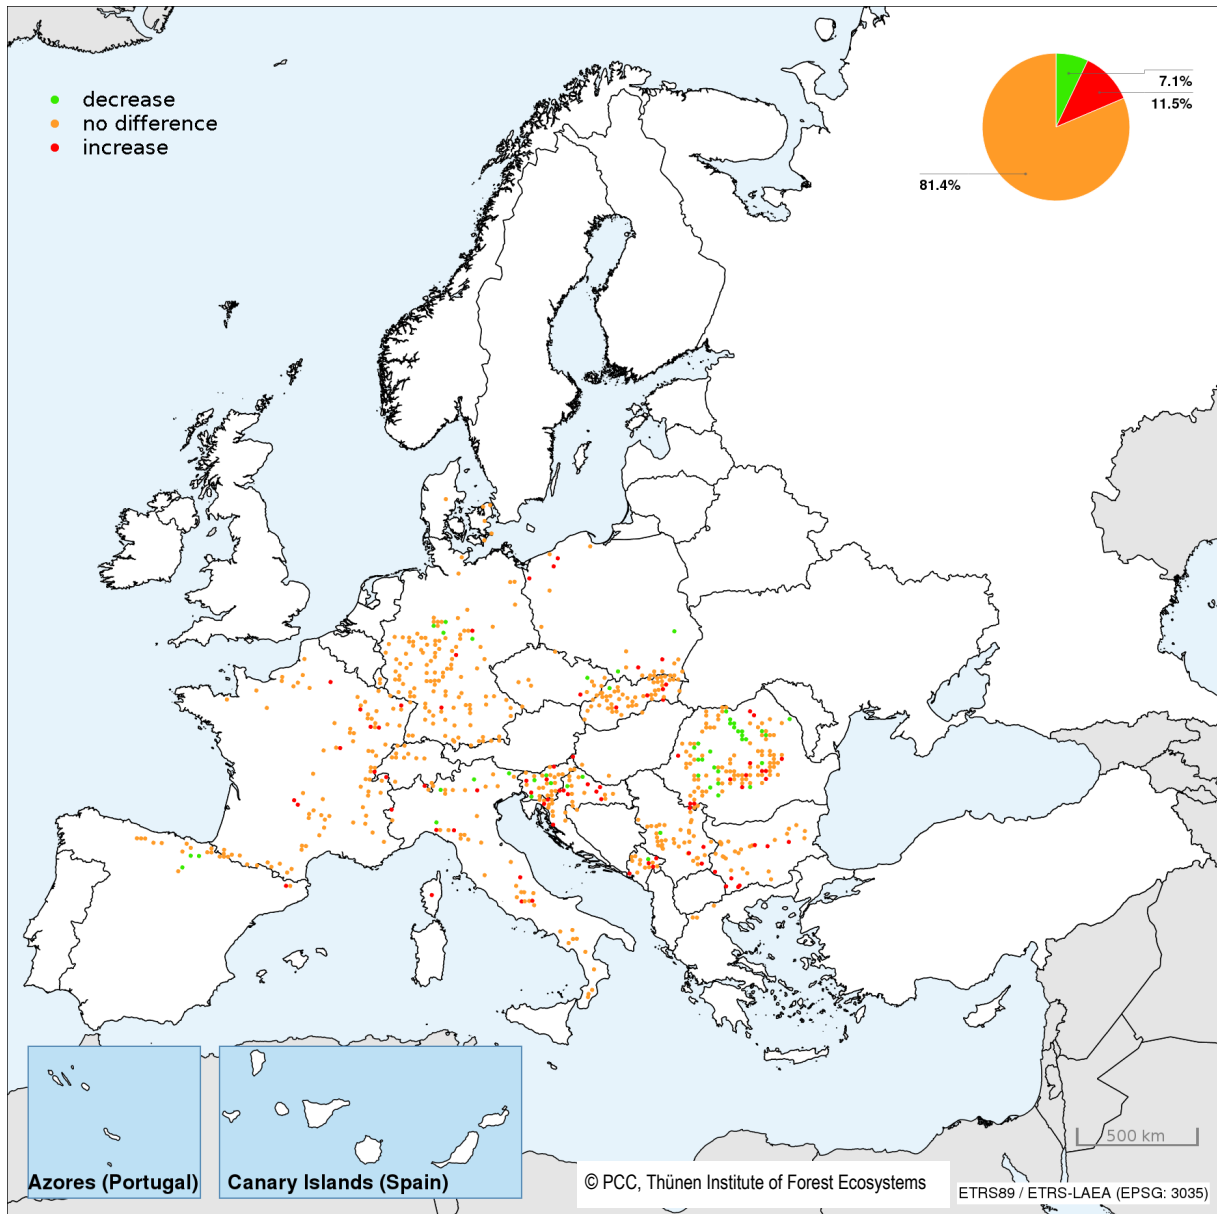 decrease
no difference
increase
7.1%
11.5%
81.4%
500 km
Azores (Portugal)
Canary Islands (Spain)
© PCC, Thünen Institute of Forest Ecosystems
ETRS89 / ETRS-LAEA (EPSG: 3035)